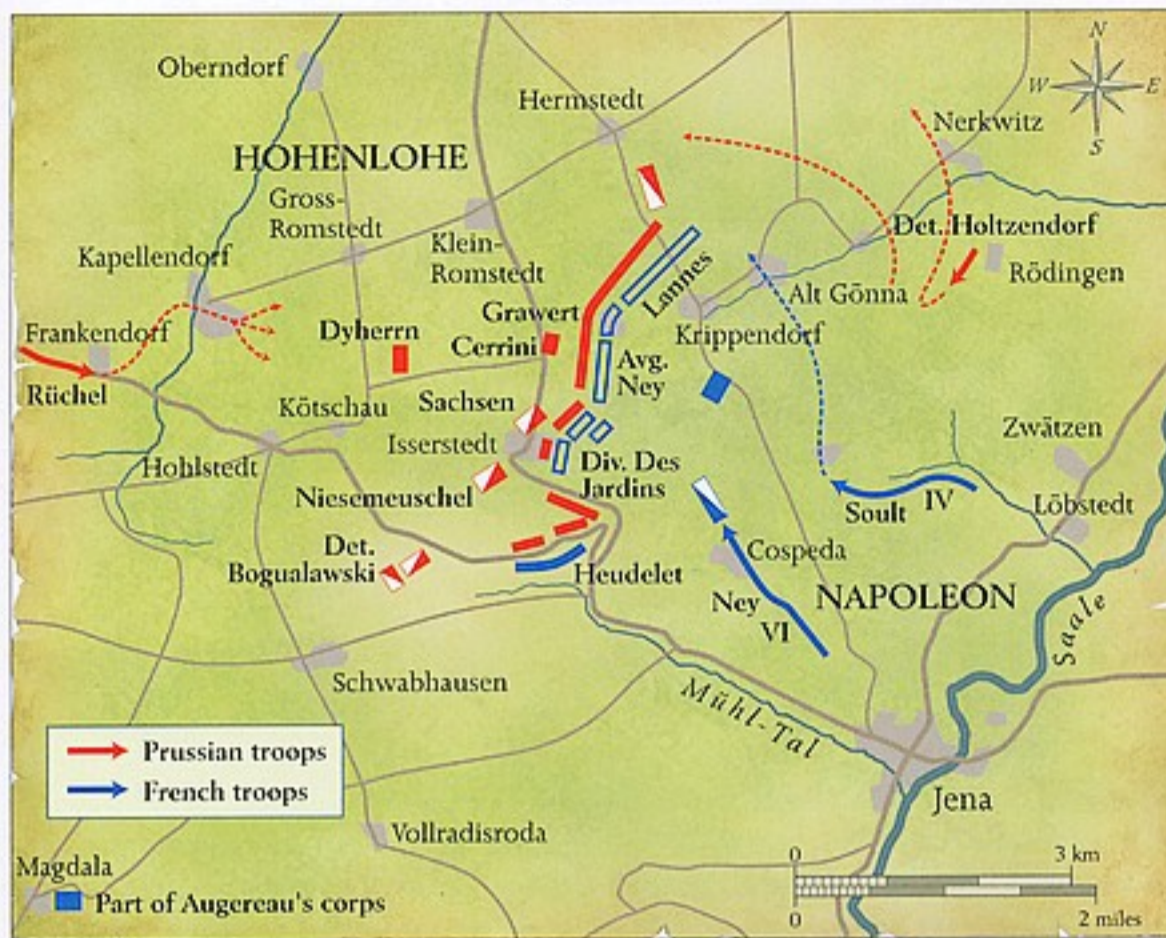 Oberndorf
Hermstedt
N
W
E
S
Nerkwitz
HOHENLOHE
Gross-
Romstedt
Klein-
Romstedt
Kapellendorf
Det. Holtzendorf
Rödingen
Lannes
Alt Gönna
Grawert
Krippendorf
Frankendorf
Dyherrn
Cerrini
Avg.
Ney
Rüchel
Kötschau
Sachsen
Isserstedt
Zwätzen
Hohlstedt
Div. Des
Jardins
Niesemeuschel
Soult
IV
Löbstedt
Det.
Bogualawski
Heudelet
Cospeda
Ney
VI
NAPOLEON
Saale
Schwabhausen
Mühl-Tal
Prussian troops
French troops
Jena
Vollradisroda
Magdala
Part of Augereau's corps
0
3 km
0
2 miles